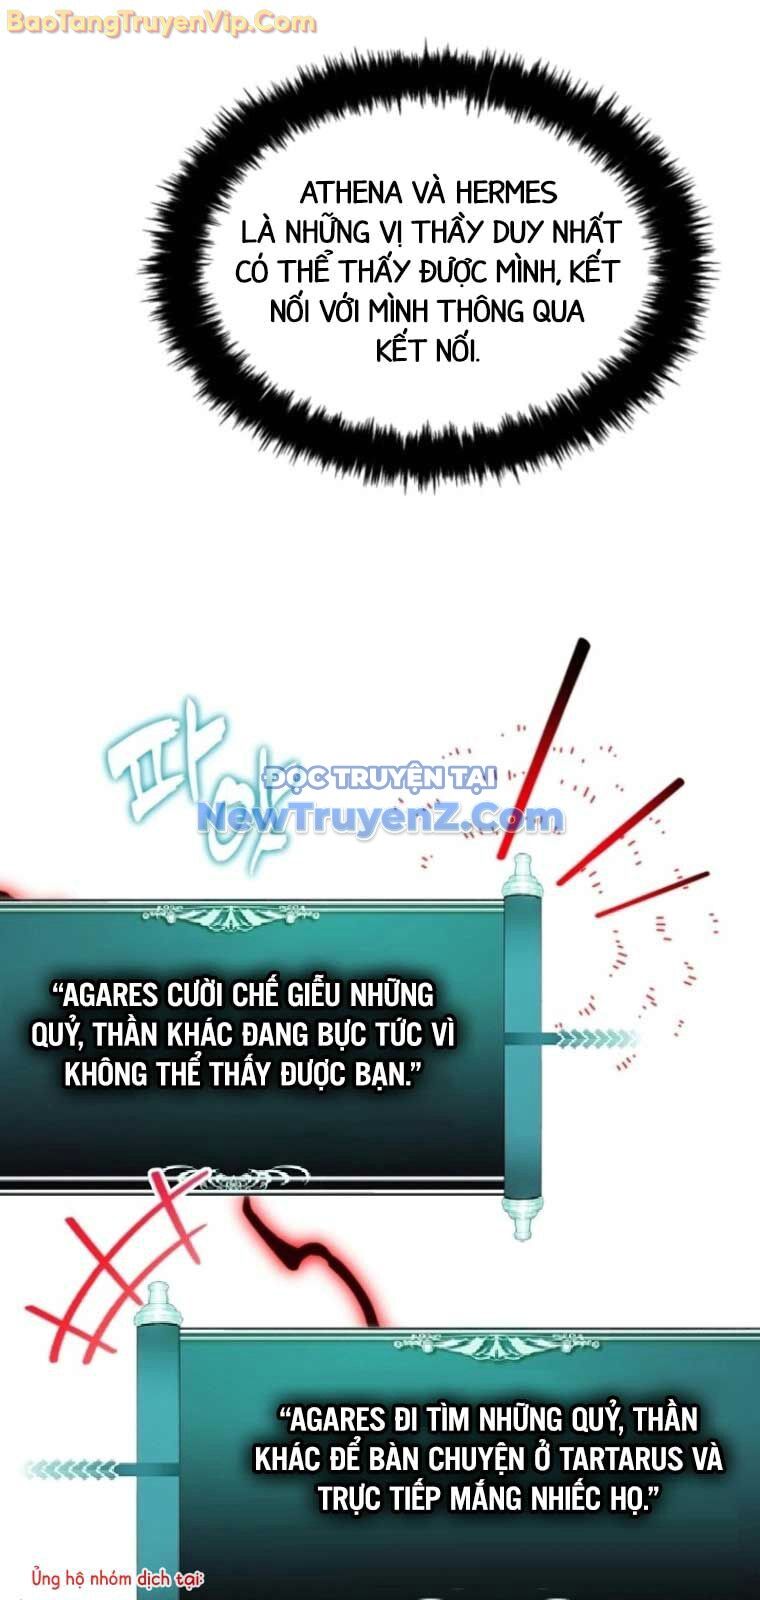 BaoTangTruyenVip.Com
ATHENA VÀ HERMES
LÀ NHỮNG VỊ THẦY DUY NHẤT
CÓ THỂ THẤY ĐƯỢC MÌNH, KẾT
NỐI VỚI MÌNH THÔNG QUA
KẾT NỐI.
파앗
ĐỌC TRUYỆN TẠI
NewTruyenZ.Com
“AGARES CƯỜI CHẾ GIỄU NHỮNG
QUỶ, THẦN KHÁC ĐANG BỰC TỨC VÌ
KHÔNG THỂ THẤY ĐƯỢC BẠN.”
“AGARES ĐI TÌM NHỮNG QUỶ, THẦN
KHÁC ĐỂ BÀN CHUYỆN Ở TARTARUS VÀ
TRỰC TIẾP MẮNG NHIẾC HỌ.”
Ủng hộ nhóm dịch tại: